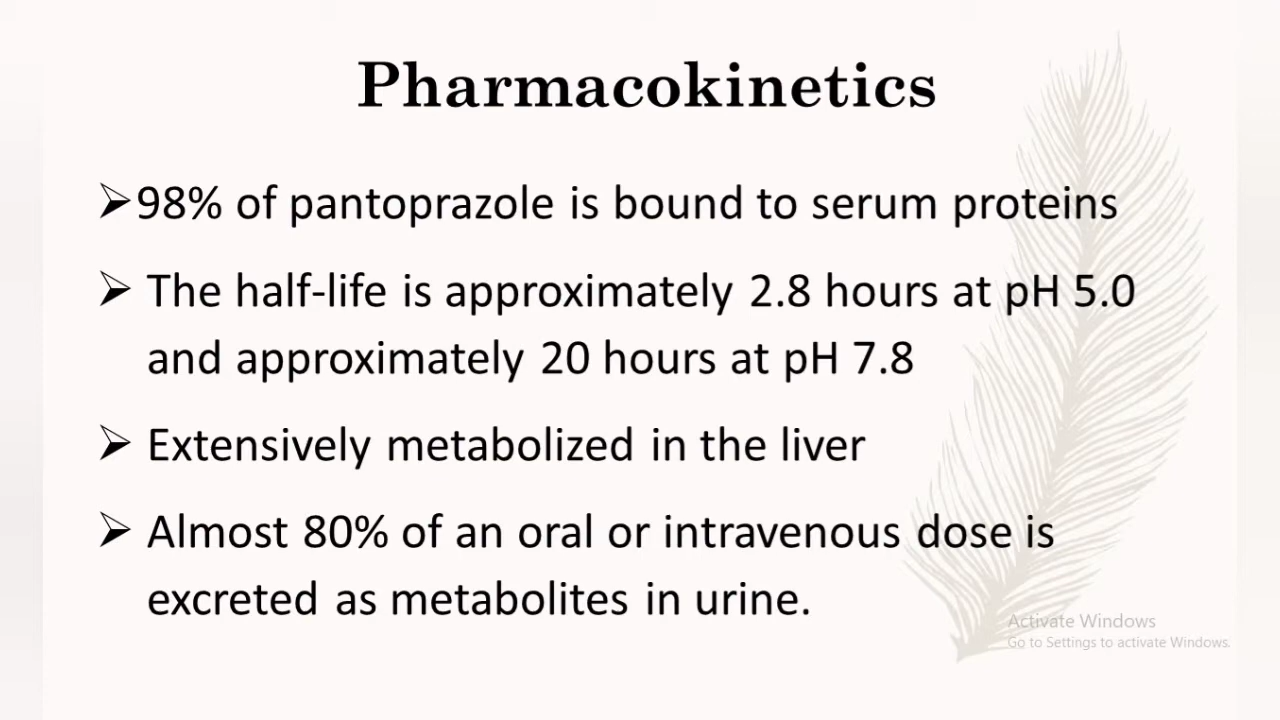 Pharmacokinetics
➢98% of pantoprazole is bound to serum proteins
➢ The half-life is approximately 2.8 hours at pH 5.0
and approximately 20 hours at pH 7.8
➢ Extensively metabolized in the liver
➢ Almost 80% of an oral or intravenous dose is
excreted as metabolites in urine.
Activate Windows
Go to Settings to activate Windows.